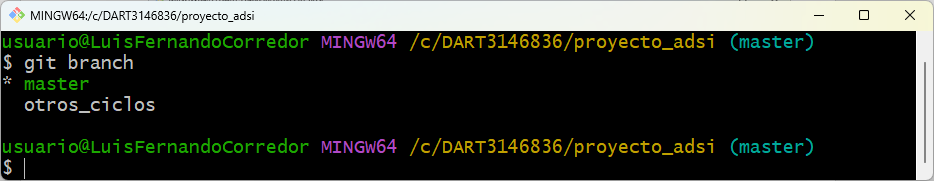 MINGW64:/c/DART3146836/proyecto_adsi
usuario@LuisFernandoCorredor MINGW64 /c/DART3146836/proyecto_adsi (master)
$ git branch
* master
  otros_ciclos
usuario@LuisFernandoCorredor MINGW64 /c/DART3146836/proyecto_adsi (master)
$